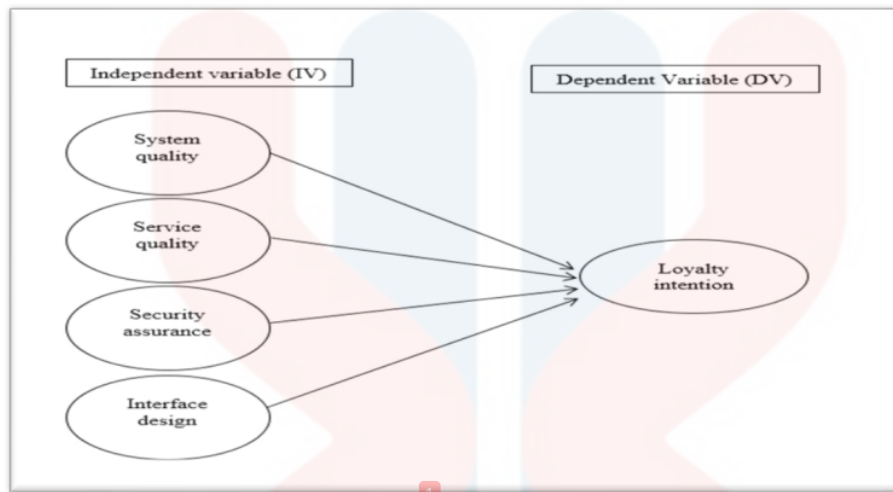 Independent variable (IV)
Dependent Variable (DV)
System
quality
Service
quality
Security
assurance
Interface
design
Loyalty
intention